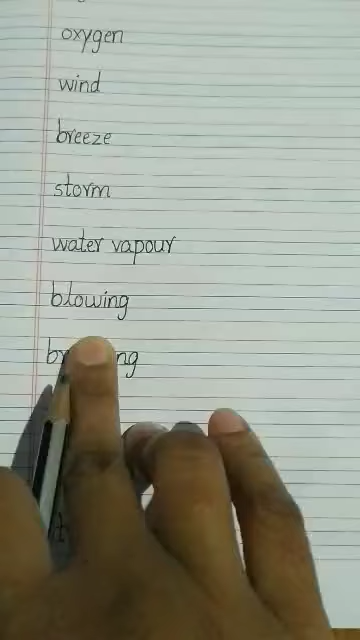 oxygen
wind
breeze
storm
water vapour
blowing